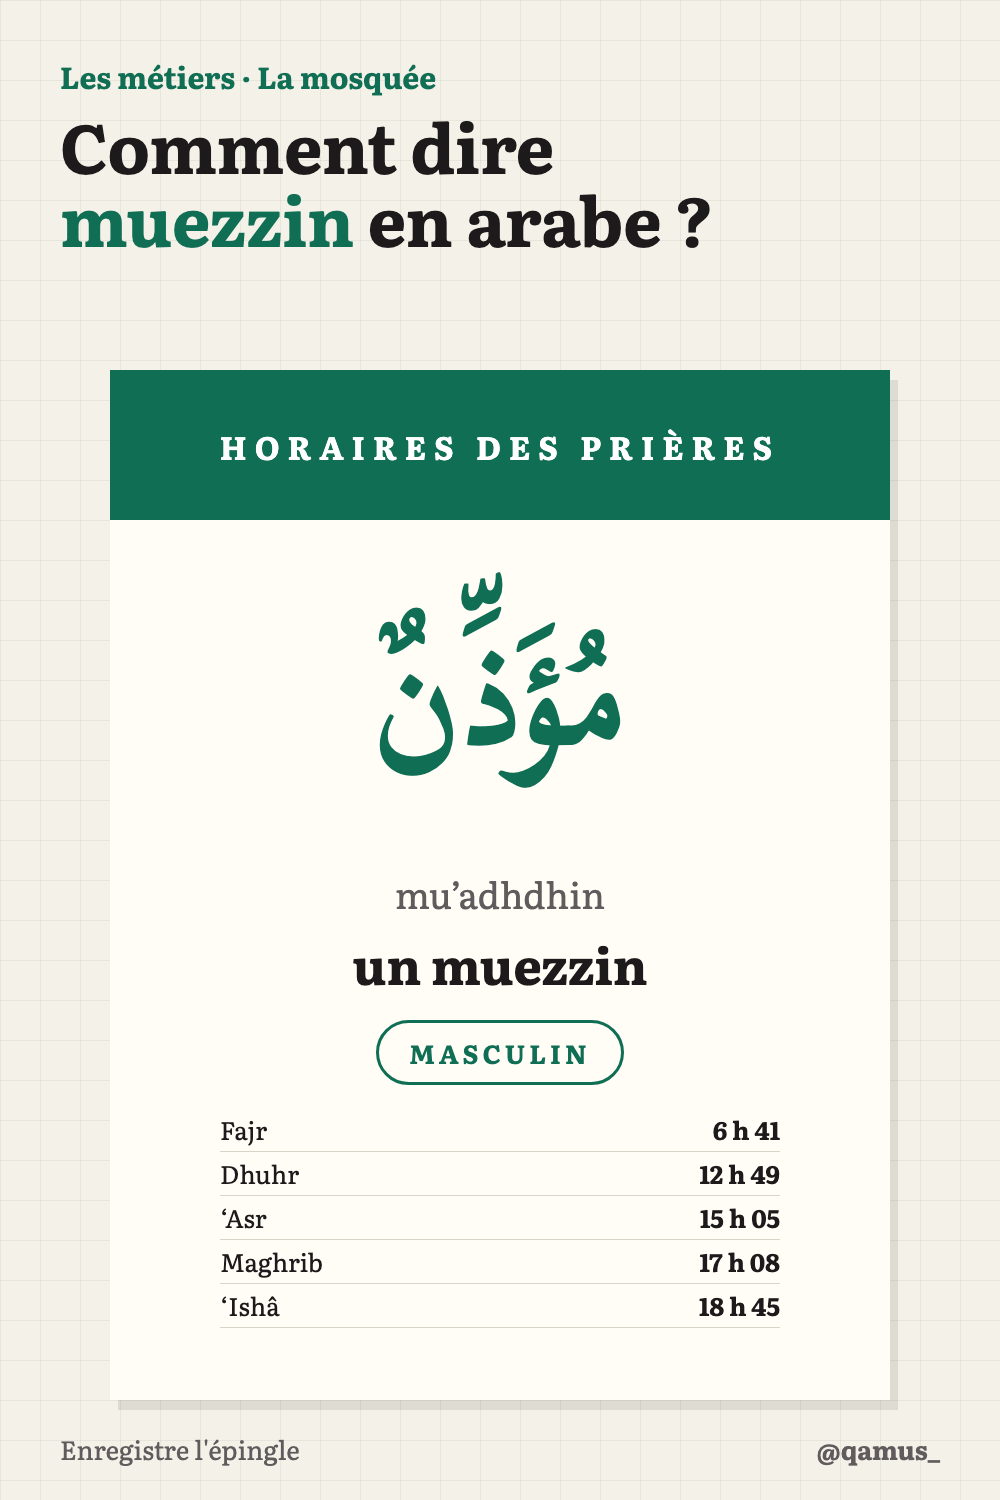 Les métiers · La mosquée
Comment dire
muezzin en arabe ?
HORAIRES DES PRIÈRES
مُؤَذِّنٌ
mu’adhdhin
un muezzin
MASCULIN
Fajr 6 h 41
Dhuhr 12 h 49
‘Asr 15 h 05
Maghrib 17 h 08
‘Ishâ 18 h 45
Enregistre l'épingle @qamus_